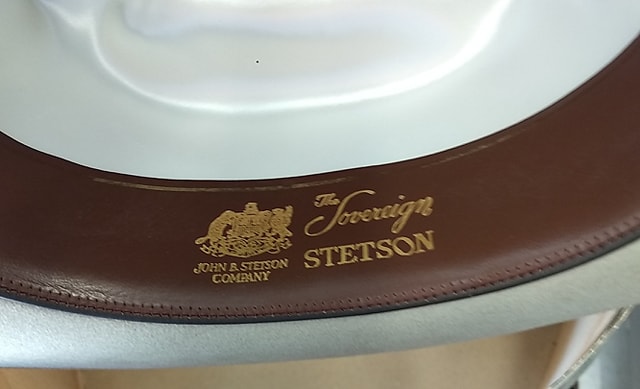 JOHN B. STETSON
COMPANY
The
Sovereign
STETSON